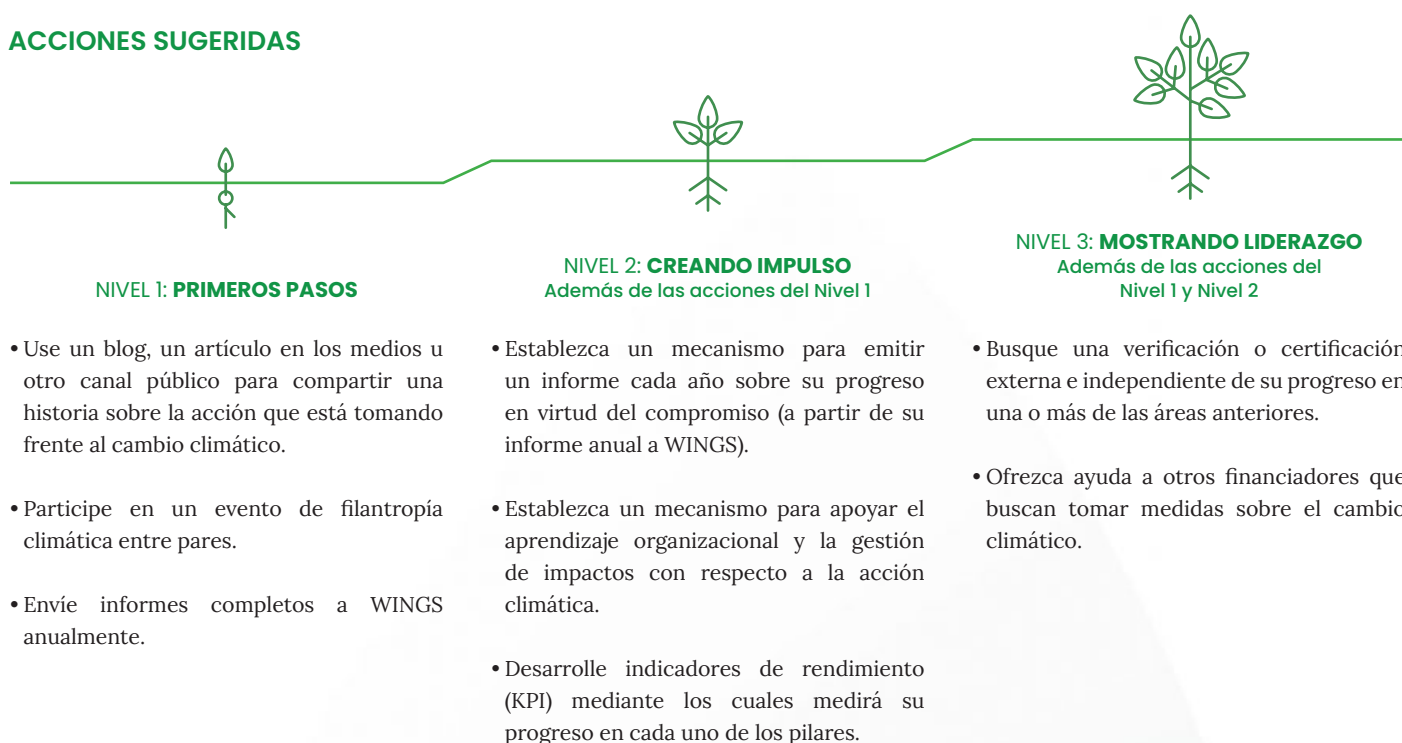 ACCIONES SUGERIDAS
NIVEL 1: PRIMEROS PASOS
• Use un blog, un artículo en los medios u
otro canal público para compartir una
historia sobre la acción que está tomando
frente al cambio climático.
• Participe en un evento de filantropía
climática entre pares.
• Envíe informes completos a WINGS
anualmente.
NIVEL 2: CREANDO IMPULSO
Además de las acciones del Nivel 1
• Establezca un mecanismo para emitir
un informe cada año sobre su progreso
en virtud del compromiso (a partir de su
informe anual a WINGS).
• Establezca un mecanismo para apoyar el
aprendizaje organizacional y la gestión
de impactos con respecto a la acción
climática.
• Desarrolle indicadores de rendimiento
(KPI) mediante los cuales medirá su
progreso en cada uno de los pilares.
NIVEL 3: MOSTRANDO LIDERAZGO
Además de las acciones del
Nivel 1 y Nivel 2
• Busque una verificación o certificación
externa e independiente de su progreso en
una o más de las áreas anteriores.
• Ofrezca ayuda a otros financiadores que
buscan tomar medidas sobre el cambio
climático.